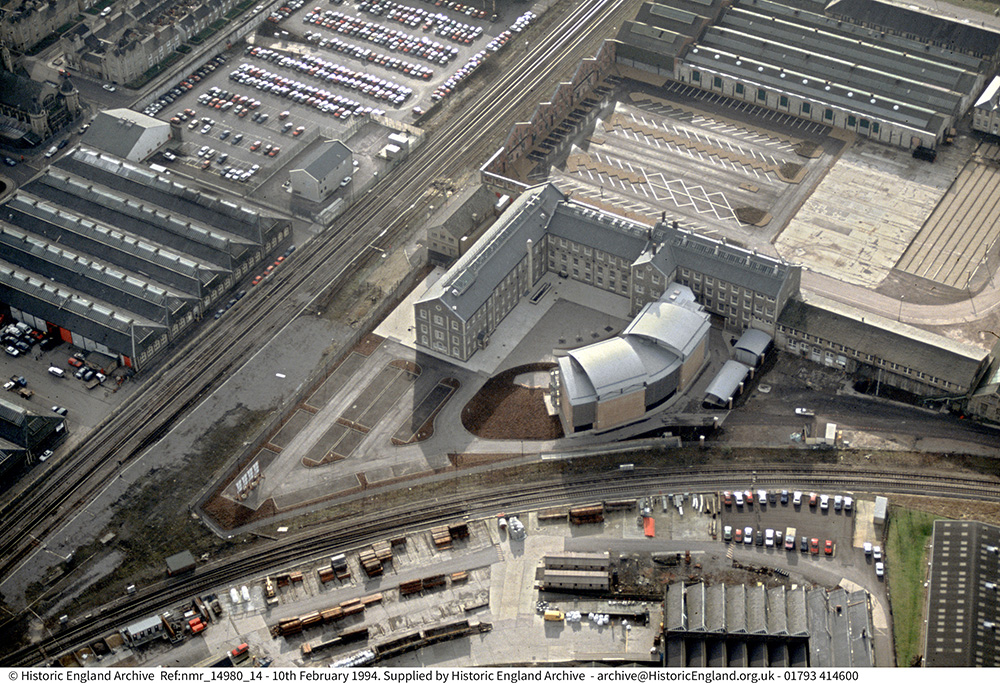 © Historic England Archive Ref:nmr_14980_14 - 10th February 1994. Supplied by Historic England Archive - archive@HistoricEngland.org.uk - 01793 414600